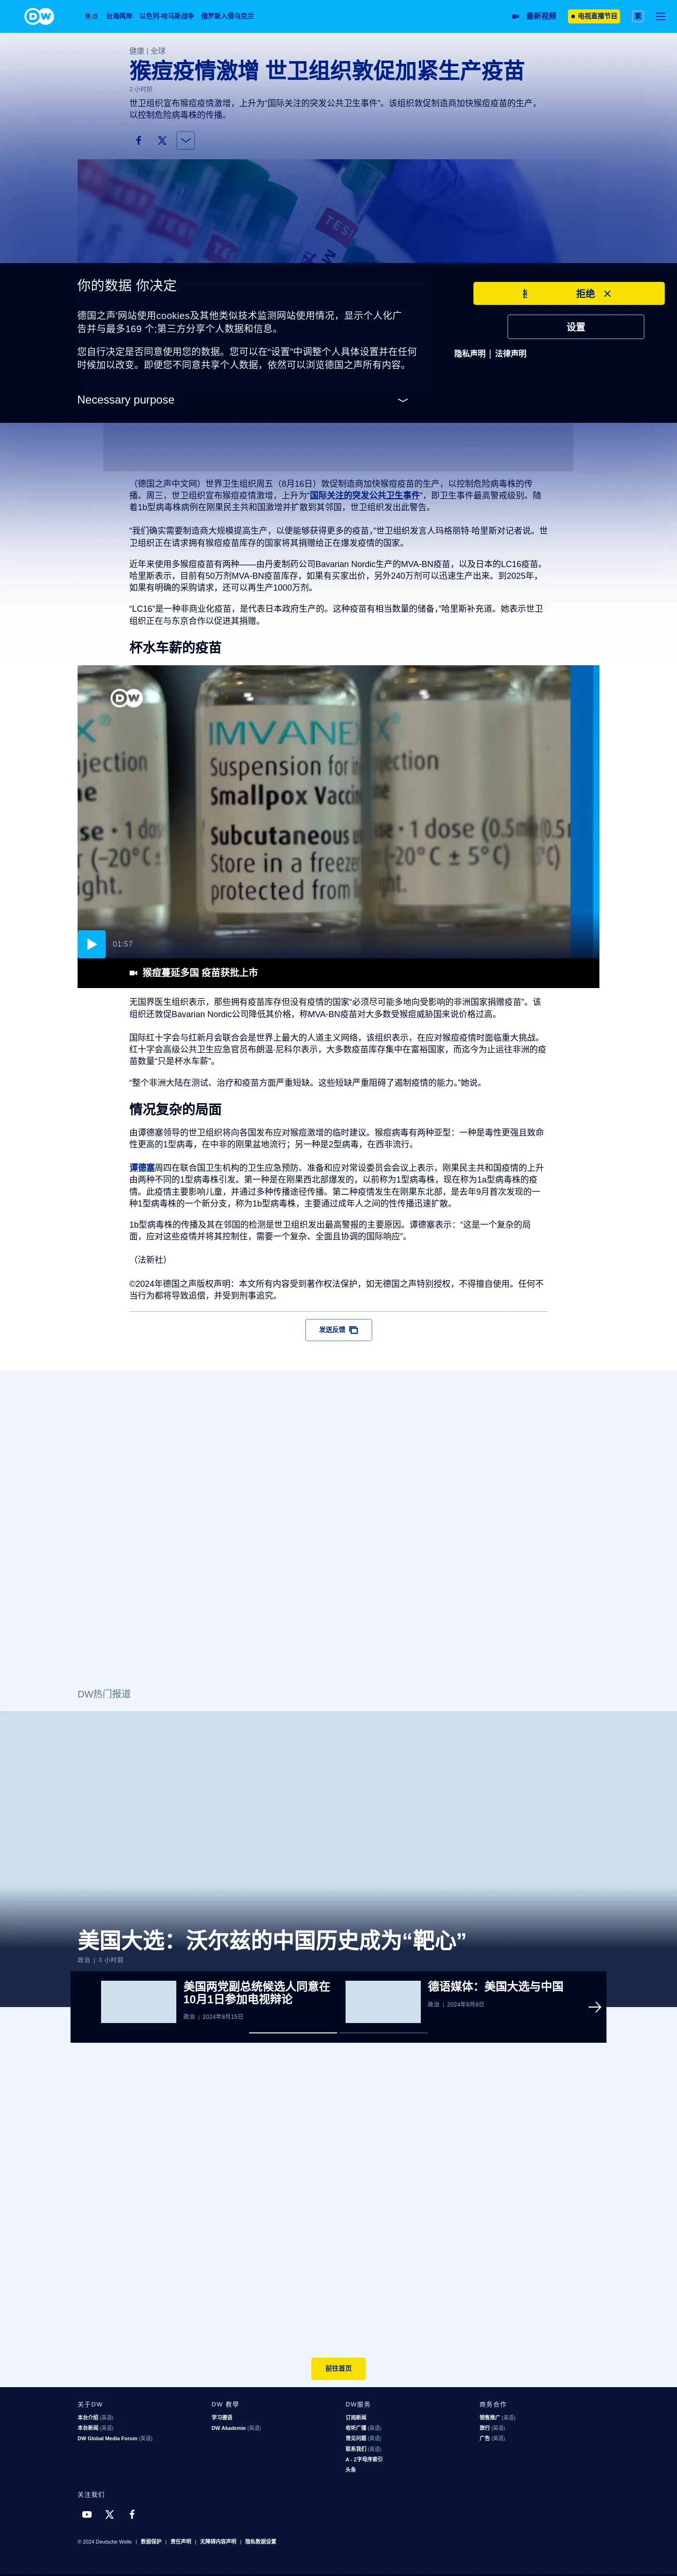 DW
焦点 台海两岸 以色列-哈马斯战争 俄罗斯入侵乌克兰
最新视频 电视直播节目 繁
健康 | 全球
猴痘疫情激增 世卫组织敦促加紧生产疫苗
2 小时前
世卫组织宣布猴痘疫情激增，上升为“国际关注的突发公共卫生事件”。该组织敦促制造商加快猴痘疫苗的生产，
以控制危险病毒株的传播。
TEST
TEST
你的数据 你决定
德国之声'网站使用cookies及其他类似技术监测网站使用情况，显示个人化广
告并与最多169 个;第三方分享个人数据和信息。
您自行决定是否同意使用您的数据。您可以在“设置”中调整个人具体设置并在任何
时候加以改变。即便您不同意共享个人数据，依然可以浏览德国之声所有内容。
Necessary purpose
拒绝
设置
隐私声明 | 法律声明
（德国之声中文网）世界卫生组织周五（8月16日）敦促制造商加快猴痘疫苗的生产，以控制危险病毒株的传
播。周三，世卫组织宣布猴痘疫情激增，上升为“国际关注的突发公共卫生事件”，即卫生事件最高警戒级别。随
着1b型病毒株病例在刚果民主共和国激增并扩散到其邻国，世卫组织发出此警告。
“我们确实需要制造商大规模提高生产，以便能够获得更多的疫苗，”世卫组织发言人玛格丽特·哈里斯对记者说。世
卫组织正在请求拥有猴痘疫苗库存的国家将其捐赠给正在爆发疫情的国家。
近年来使用多猴痘疫苗有两种——由丹麦制药公司Bavarian Nordic生产的MVA-BN疫苗，以及日本的LC16疫苗。
哈里斯表示，目前有50万剂MVA-BN疫苗库存，如果有买家出价，另外240万剂可以迅速生产出来。到2025年，
如果有明确的采购请求，还可以再生产1000万剂。
“LC16”是一种非商业化疫苗，是代表日本政府生产的。这种疫苗有相当数量的储备，”哈里斯补充道。她表示世卫
组织正在与东京合作以促进其捐赠。
杯水车薪的疫苗
DW
IMVANEX
Suspension for
Smallpox Vacci
Subcutaneous
1 dose (0.5ml)
Store in a freeze
-20°C ± 5°C)
protected from l
01:57
猴痘蔓延多国 疫苗获批上市
无国界医生组织表示，那些拥有疫苗库存但没有疫情的国家“必须尽可能多地向受影响的非洲国家捐赠疫苗”。该
组织还敦促Bavarian Nordic公司降低其价格，称MVA-BN疫苗对大多数受猴痘威胁国来说价格过高。
国际红十字会与红新月会联合会是世界上最大的人道主义网络，该组织表示，在应对猴痘疫情时面临重大挑战。
红十字会高级公共卫生应急官员布朗温·尼科尔表示，大多数疫苗库存集中在富裕国家，而迄今为止运往非洲的疫
苗数量“只是杯水车薪”。
“整个非洲大陆在测试、治疗和疫苗方面严重短缺。这些短缺严重阻碍了遏制疫情的能力。”她说。
情况复杂的局面
由谭德塞领导的世卫组织将向各国发布应对猴痘激增的临时建议。猴痘病毒有两种亚型：一种是毒性更强且致命
性更高的1型病毒，在中非的刚果盆地流行；另一种是2型病毒，在西非流行。
谭德塞周四在联合国卫生机构的卫生应急预防、准备和应对常设委员会会议上表示，刚果民主共和国疫情的上升
由两种不同的1型病毒株引发。第一种是在刚果西北部爆发的，以前称为1型病毒株，现在称为1a型病毒株的疫
情。此疫情主要影响儿童，并通过多种传播途径传播。第二种疫情发生在刚果东北部，是去年9月首次发现的一
种1型病毒株的一个新分支，称为1b型病毒株，主要通过成年人之间的性传播迅速扩散。
1b型病毒株的传播及其在邻国的检测是世卫组织发出最高警报的主要原因。谭德塞表示：“这是一个复杂的局
面，应对这些疫情并将其控制住，需要一个复杂、全面且协调的国际响应”。
（法新社）
©2024年德国之声版权声明：本文所有内容受到著作权法保护，如无德国之声特别授权，不得擅自使用。任何不
当行为都将导致追偿，并受到刑事追究。
发送反馈
DW热门报道
美国大选：沃尔兹的中国历史成为“靶心”
政治 | 3 小时前
美国两党副总统候选人同意在
10月1日参加电视辩论
政治 | 2024年8月15日
德语媒体：美国大选与中国
政治 | 2024年8月9日
前往首页
关于DW
本台介绍 (英语)
本台新闻 (英语)
DW Global Media Forum (英语)
DW 教学
学习德语
DW Akademie (英语)
DW服务
订阅新闻
收听广播 (英语)
常见问题 (英语)
联系我们 (英语)
A - Z字母序索引
头条
商务合作
销售推广 (英语)
旅行 (英语)
广告 (英语)
关注我们
© 2024 Deutsche Welle | 数据保护 | 责任声明 | 无障碍内容声明 | 隐私数据设置